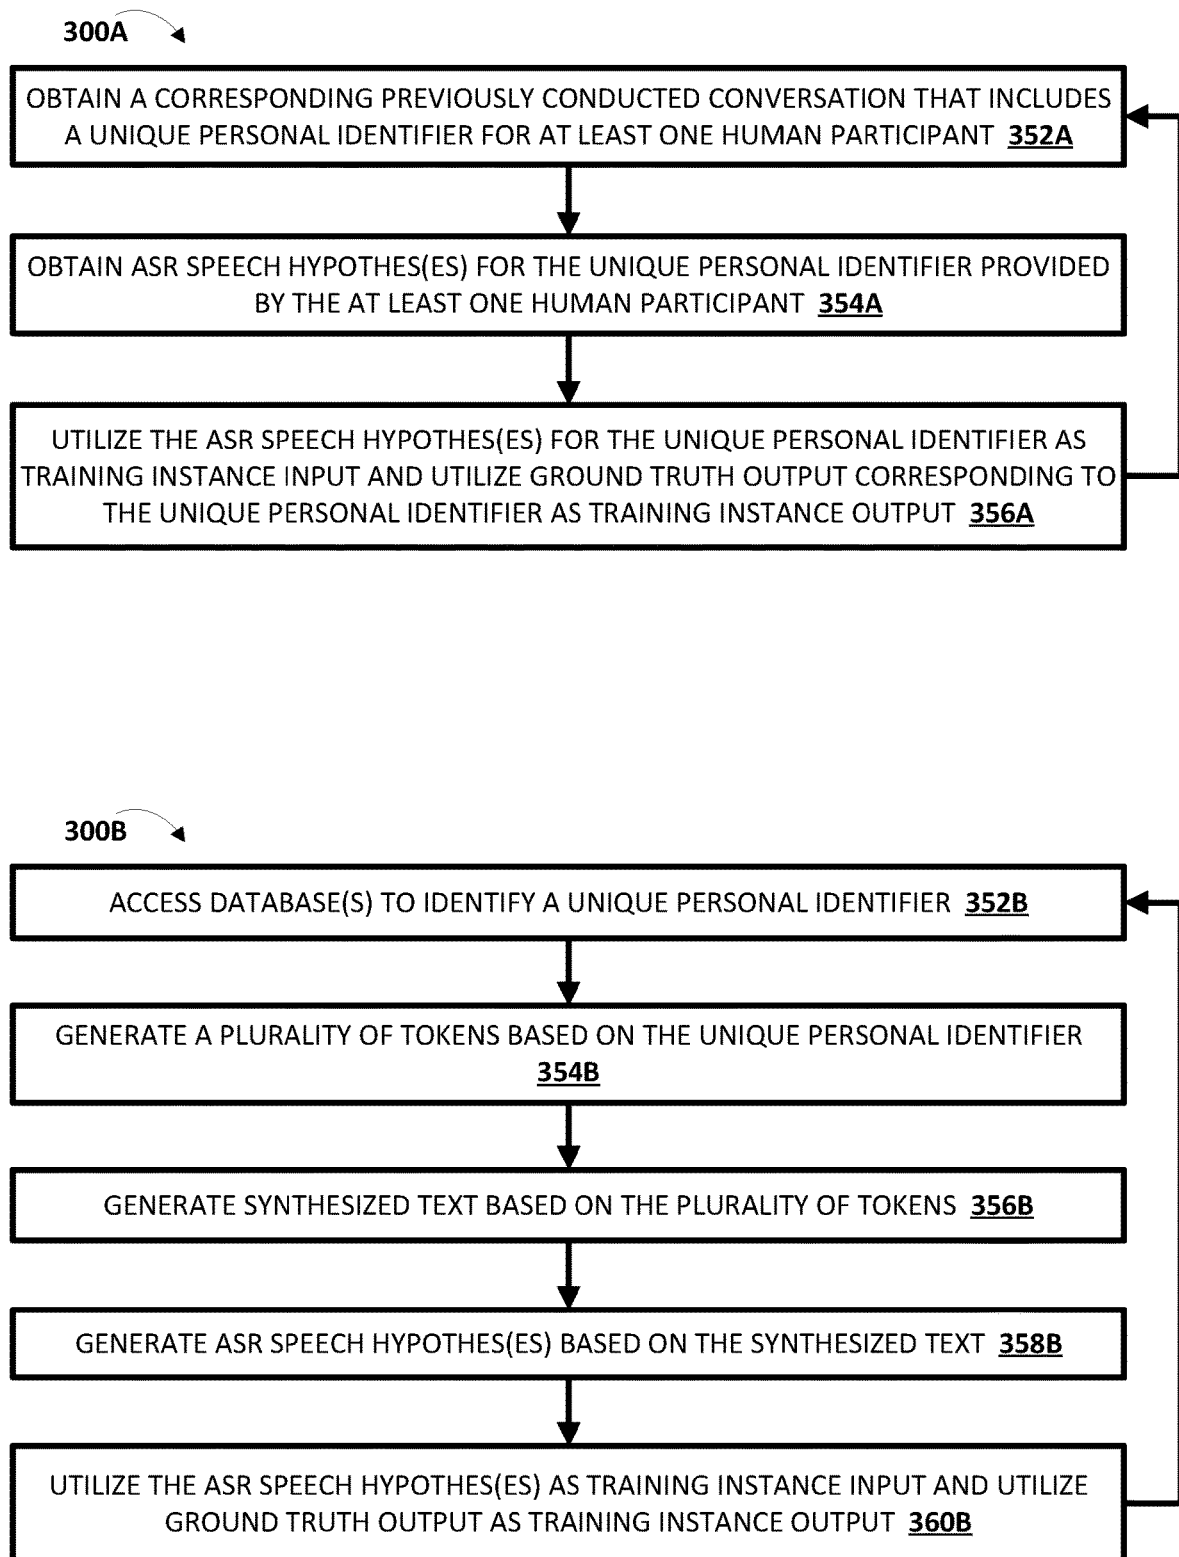 300A
OBTAIN A CORRESPONDING PREVIOUSLY CONDUCTED CONVERSATION THAT INCLUDES
A UNIQUE PERSONAL IDENTIFIER FOR AT LEAST ONE HUMAN PARTICIPANT 352A
OBTAIN ASR SPEECH HYPOTHES(ES) FOR THE UNIQUE PERSONAL IDENTIFIER PROVIDED
BY THE AT LEAST ONE HUMAN PARTICIPANT 354A
UTILIZE THE ASR SPEECH HYPOTHES(ES) FOR THE UNIQUE PERSONAL IDENTIFIER AS
TRAINING INSTANCE INPUT AND UTILIZE GROUND TRUTH OUTPUT CORRESPONDING TO
THE UNIQUE PERSONAL IDENTIFIER AS TRAINING INSTANCE OUTPUT 356A
300B
ACCESS DATABASE(S) TO IDENTIFY A UNIQUE PERSONAL IDENTIFIER 352B
GENERATE A PLURALITY OF TOKENS BASED ON THE UNIQUE PERSONAL IDENTIFIER
354B
GENERATE SYNTHESIZED TEXT BASED ON THE PLURALITY OF TOKENS 356B
GENERATE ASR SPEECH HYPOTHES(ES) BASED ON THE SYNTHESIZED TEXT 358B
UTILIZE THE ASR SPEECH HYPOTHES(ES) AS TRAINING INSTANCE INPUT AND UTILIZE
GROUND TRUTH OUTPUT AS TRAINING INSTANCE OUTPUT 360B